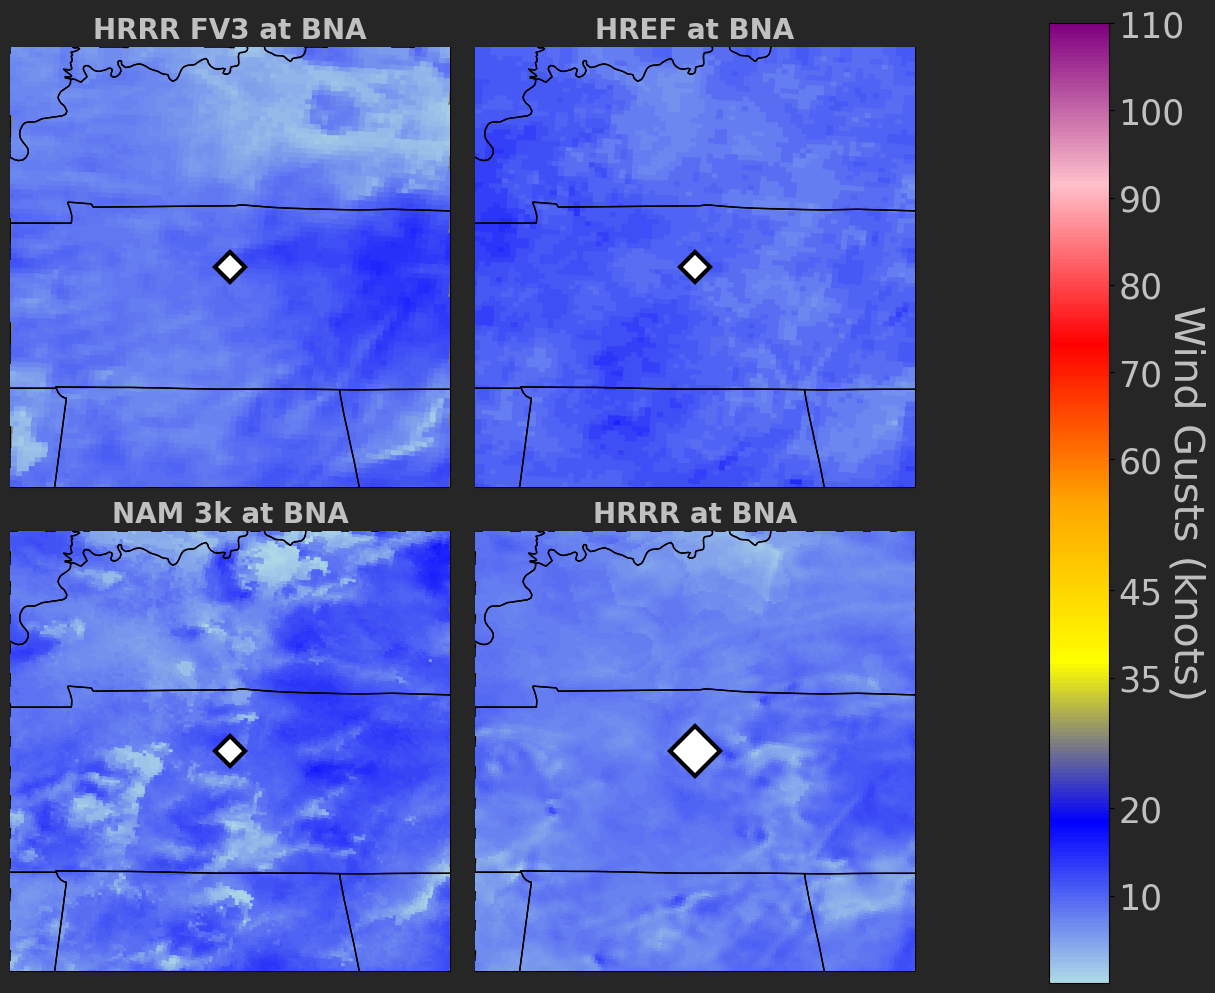 HRRR FV3 at BNA
HREF at BNA
NAM 3k at BNA
HRRR at BNA
110
100
90
80
70
60
45
35
20
10
Wind Gusts (knots)